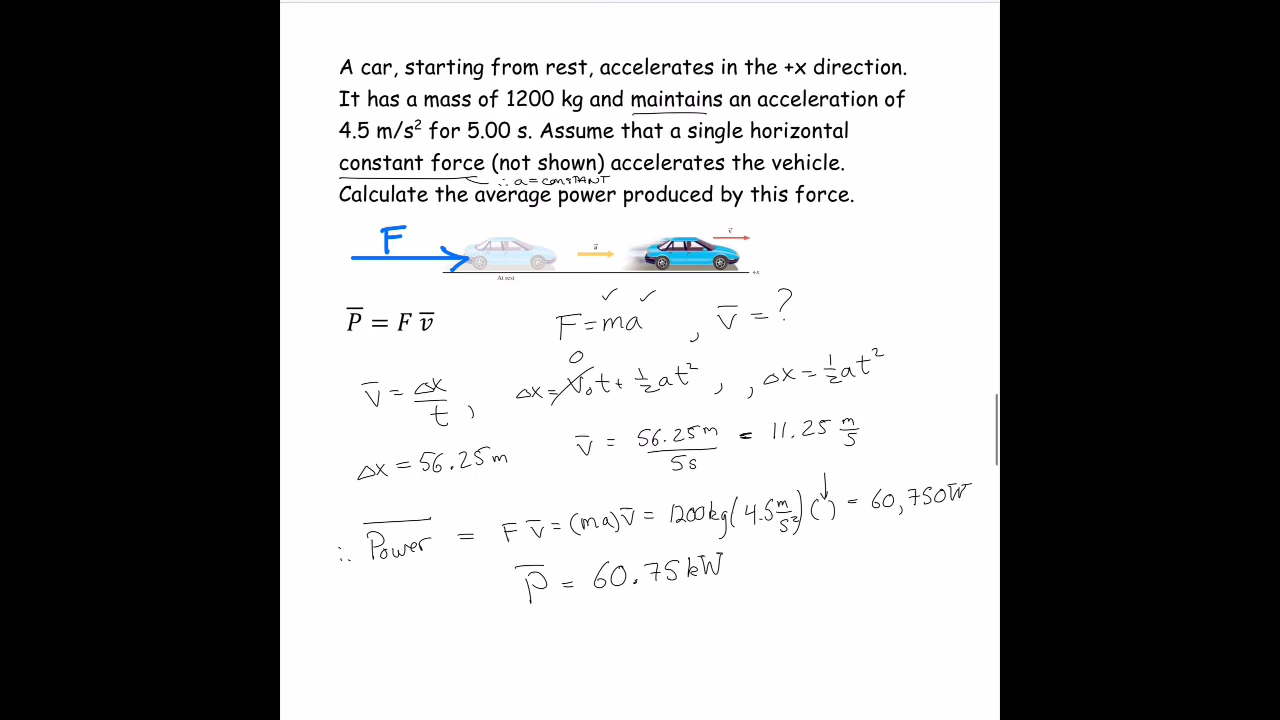 A car, starting from rest, accelerates in the +x direction.
It has a mass of 1200 kg and maintains an acceleration of
4.5 m/s² for 5.00 s. Assume that a single horizontal
constant force (not shown) accelerates the vehicle.
∴ a = CONSTANT
Calculate the average power produced by this force.
F
a⃗
v⃗
At rest
+x
P̅ = F v̅
F = ma , v̅ = ?
✓ ✓
v̅ = Δx/t , Δx = v₀t + ½at² , , Δx = ½at²
0
Δx = 56.25m v̅ = 56.25m/5s = 11.25 m/s
∴ Power = F v̅ = (ma)v̅ = 1200kg(4.5 m/s²)(↓) = 60,750W
P̅ = 60.75kW